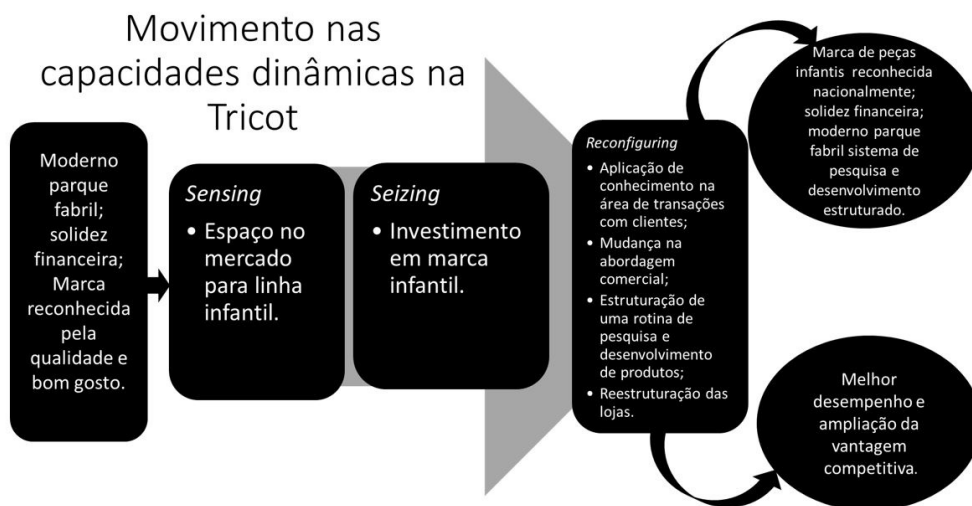 Movimento nas
capacidades dinâmicas na
Tricot
Moderno
parque
fabril;
solidez
financeira;
Marca
reconhecida
pela
qualidade e
bom gosto.
Sensing
• Espaço no
mercado
para linha
infantil.
Seizing
• Investimento
em marca
infantil.
Reconfiguring
• Aplicação de
conhecimento na
área de transações
com clientes;
• Mudança na
abordagem
comercial;
• Estruturação de
uma rotina de
pesquisa e
desenvolvimento
de produtos;
• Reestruturação das
lojas.
Marca de peças
infantis reconhecida
nacionalmente;
solidez financeira;
moderno parque
fabril sistema de
pesquisa e
desenvolvimento
estruturado.
Melhor
desempenho e
ampliação da
vantagem
competitiva.